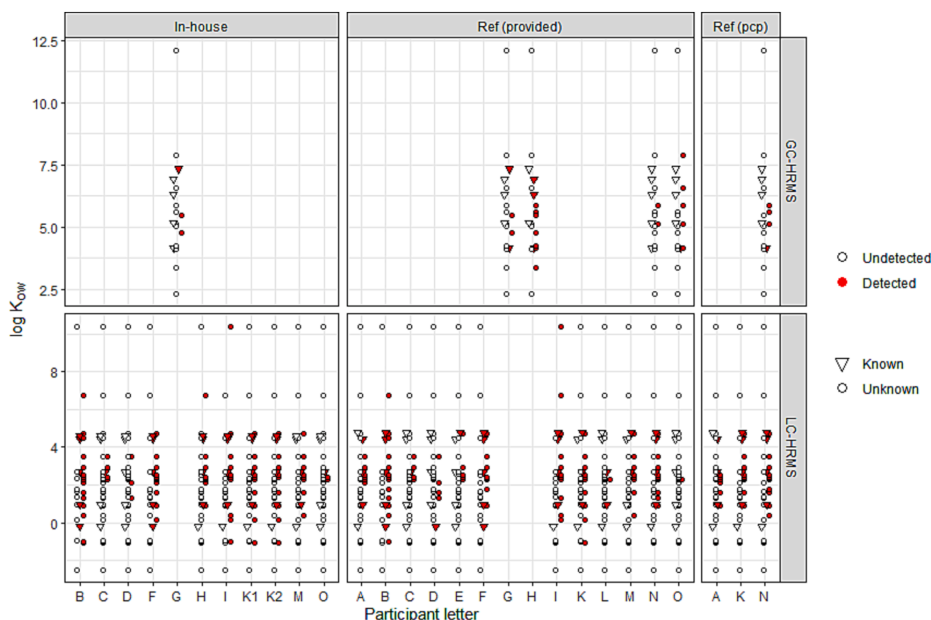 In-house Ref (provided) Ref (pcp)
12.5
10.0
7.5
5.0
2.5
GC-HRMS
log Kow
8
4
0
LC-HRMS
B C D F G H I K1 K2 M O A B C D E F G H I K L M N O A K N
Participant letter
Undetected
Detected
Known
Unknown